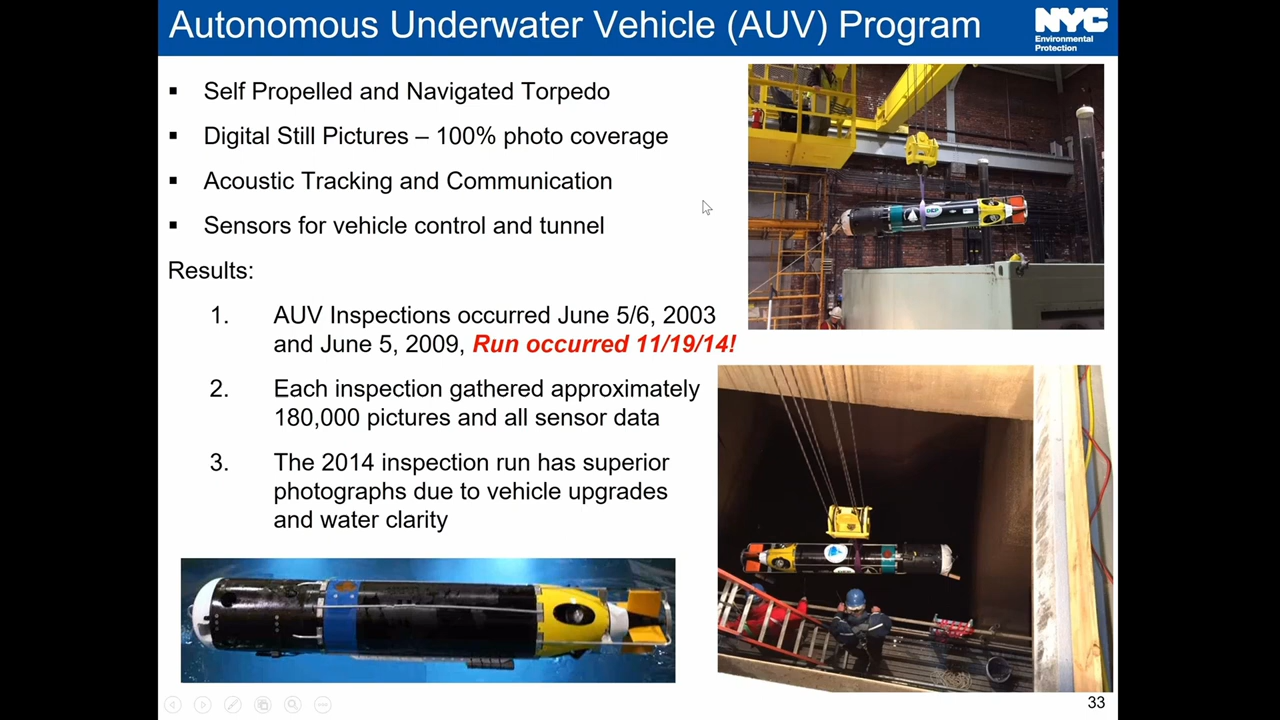 Autonomous Underwater Vehicle (AUV) Program
NYC
Environmental
Protection
▪ Self Propelled and Navigated Torpedo
▪ Digital Still Pictures – 100% photo coverage
▪ Acoustic Tracking and Communication
▪ Sensors for vehicle control and tunnel
Results:
1. AUV Inspections occurred June 5/6, 2003
and June 5, 2009, Run occurred 11/19/14!
2. Each inspection gathered approximately
180,000 pictures and all sensor data
3. The 2014 inspection run has superior
photographs due to vehicle upgrades
and water clarity
DEP
33